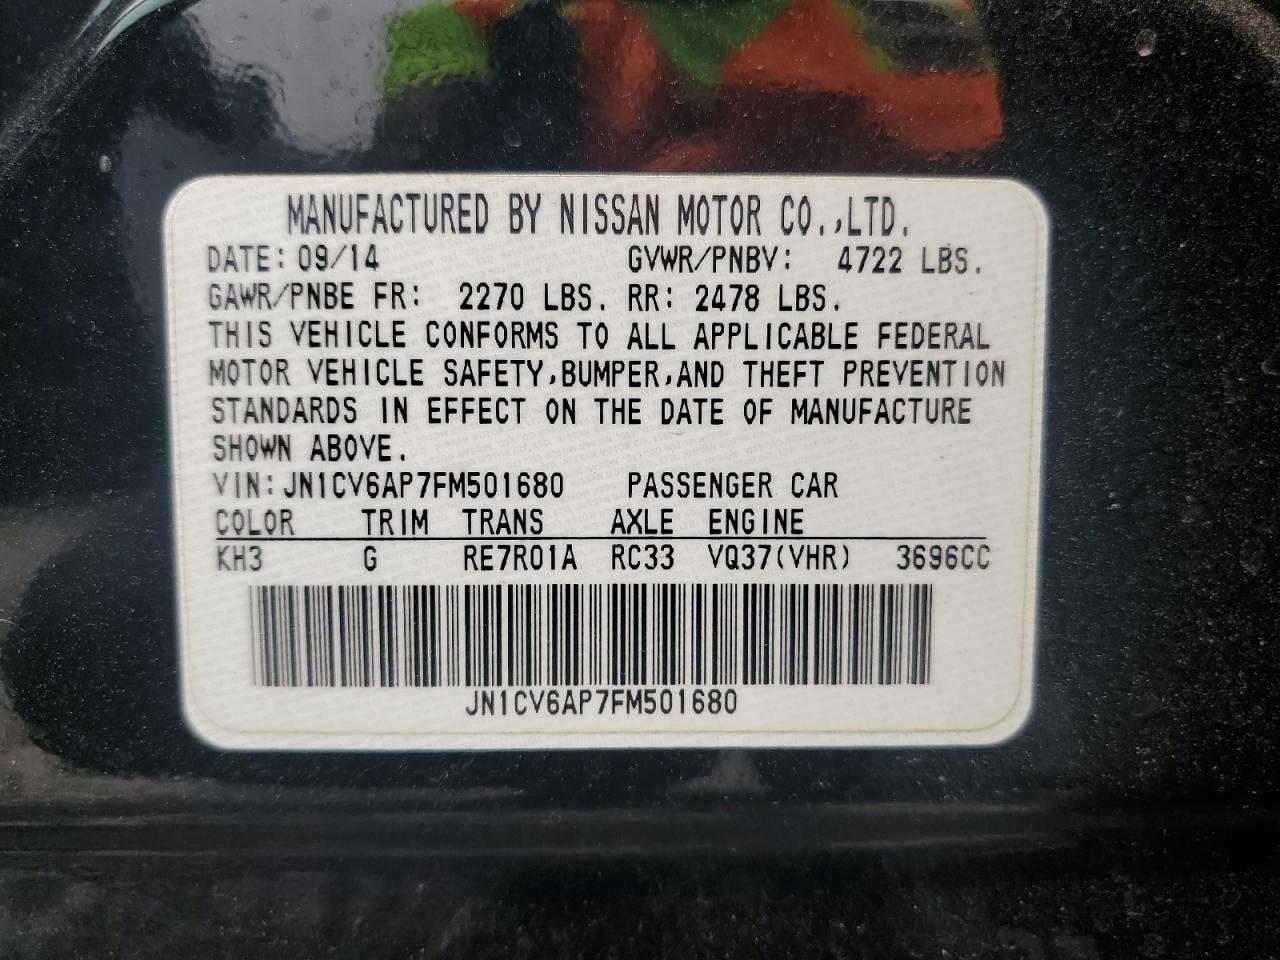 MANUFACTURED BY NISSAN MOTOR CO.,LTD.
DATE: 09/14 GVWR/PNBV: 4722 LBS.
GAWR/PNBE FR: 2270 LBS. RR: 2478 LBS.
THIS VEHICLE CONFORMS TO ALL APPLICABLE FEDERAL
MOTOR VEHICLE SAFETY,BUMPER,AND THEFT PREVENTION
STANDARDS IN EFFECT ON THE DATE OF MANUFACTURE
SHOWN ABOVE.
VIN:JN1CV6AP7FM501680 PASSENGER CAR
COLOR TRIM TRANS AXLE ENGINE
KH3 G RE7R01A RC33 VQ37(VHR) 3696CC
JN1CV6AP7FM501680